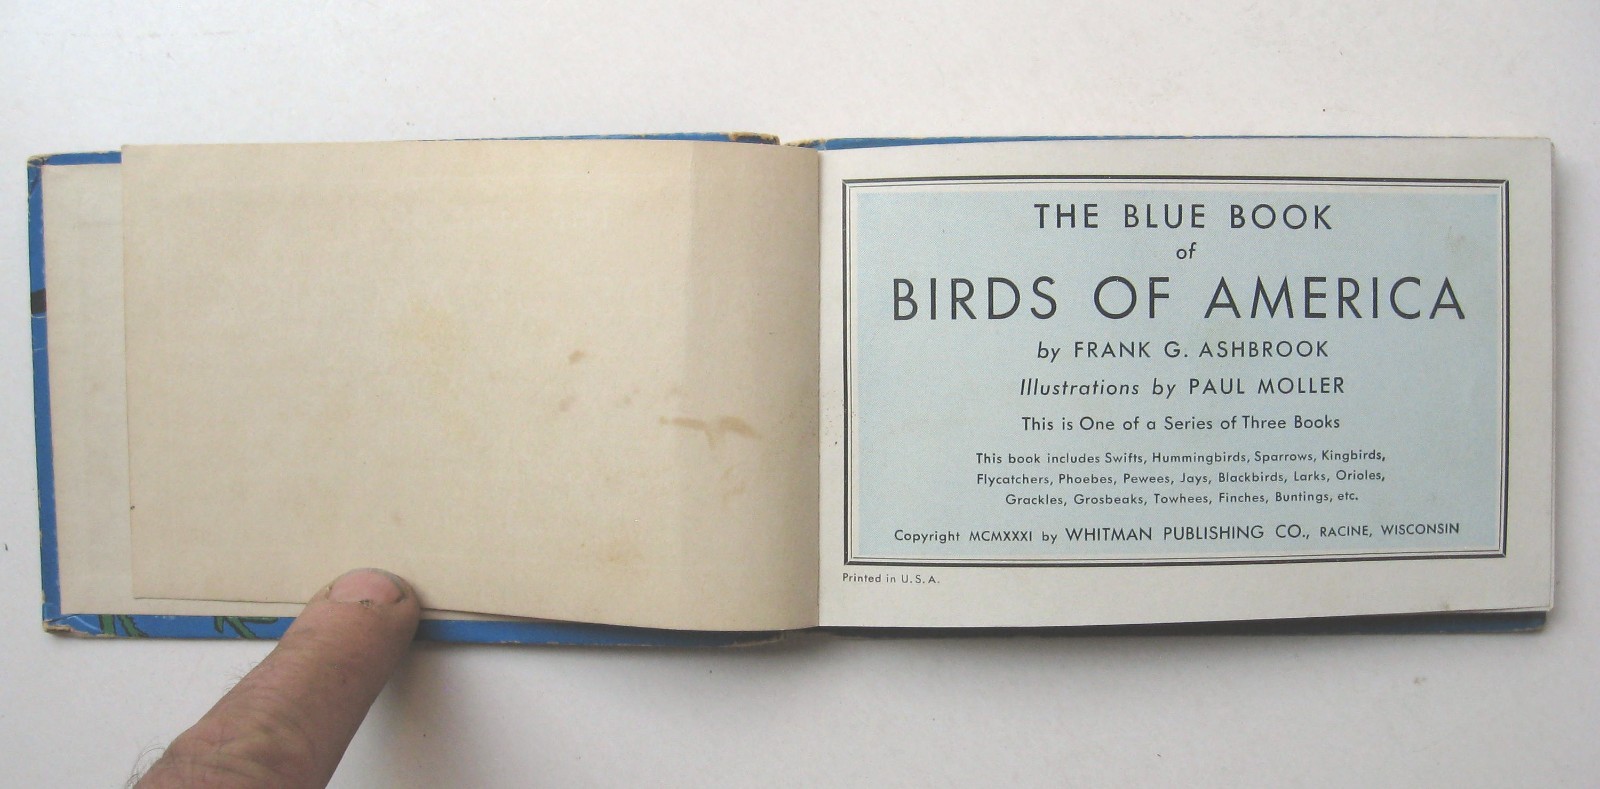 THE BLUE BOOK
of
BIRDS OF AMERICA
by FRANK G. ASHBROOK
Illustrations by PAUL MOLLER
This is One of a Series of Three Books
This book includes Swifts, Hummingbirds, Sparrows, Kingbirds,
Flycatchers, Phoebes, Pewees, Jays, Blackbirds, Larks, Orioles,
Grackles, Grosbeaks, Towhees, Finches, Buntings, etc.
Copyright MCMXXXI by WHITMAN PUBLISHING CO., RACINE, WISCONSIN
Printed in U. S. A.